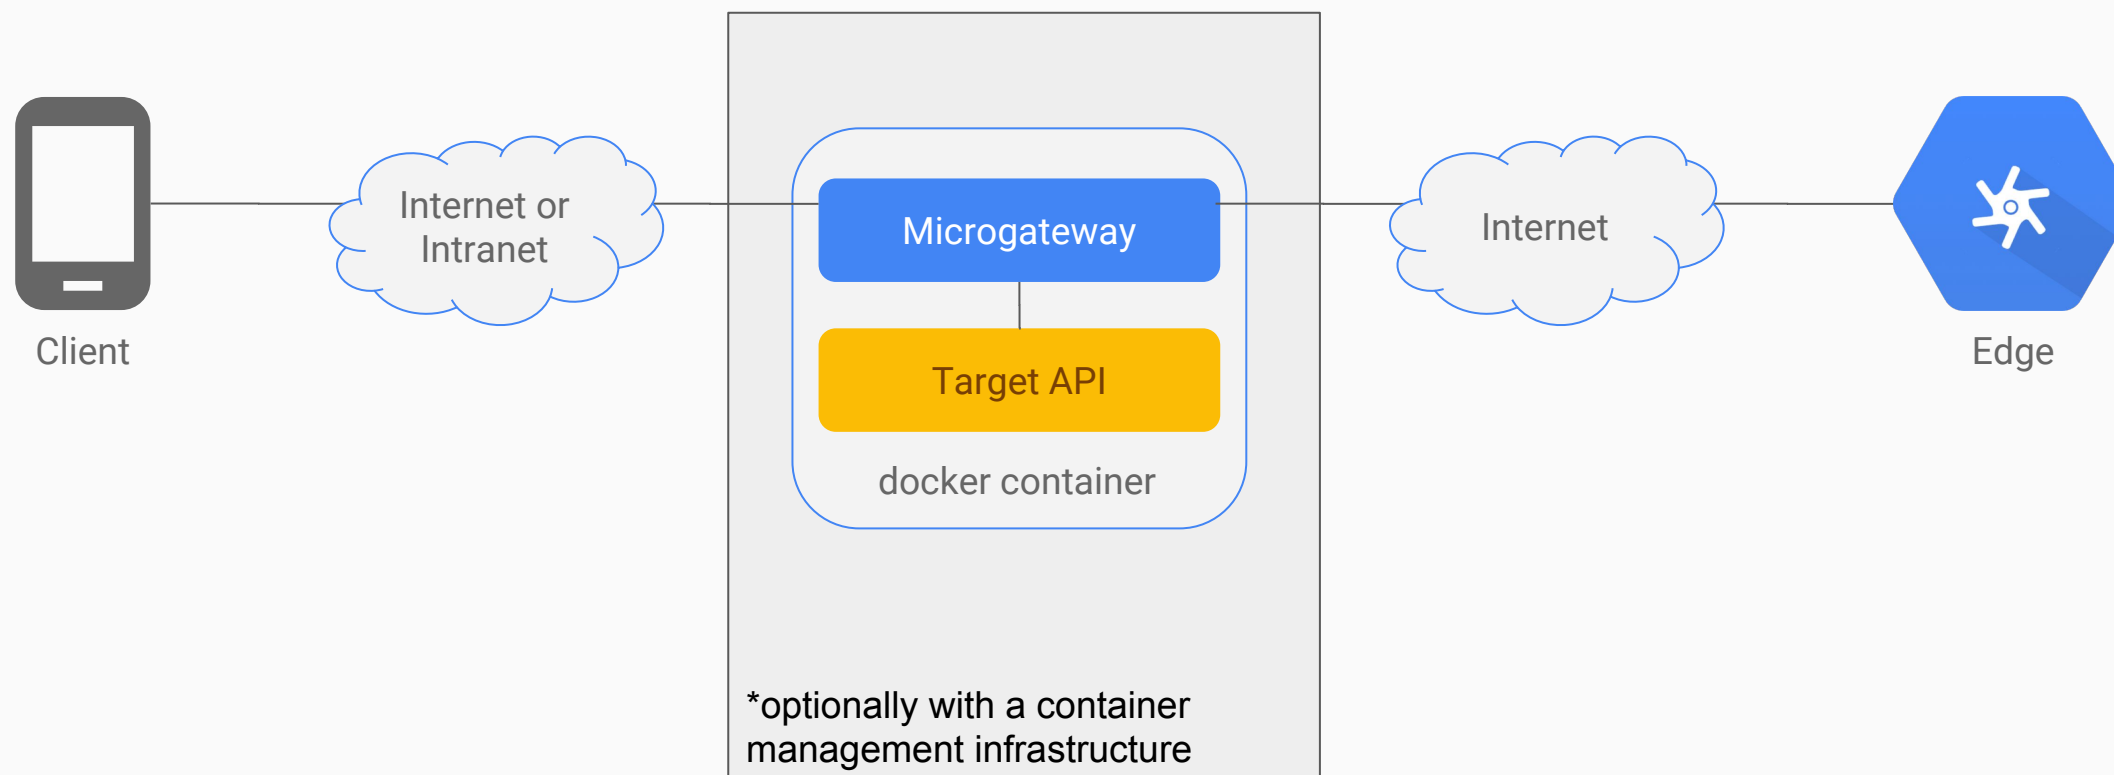 Internet or
Intranet
Microgateway
Internet
Client
Target API
Edge
docker container
*optionally with a container
management infrastructure